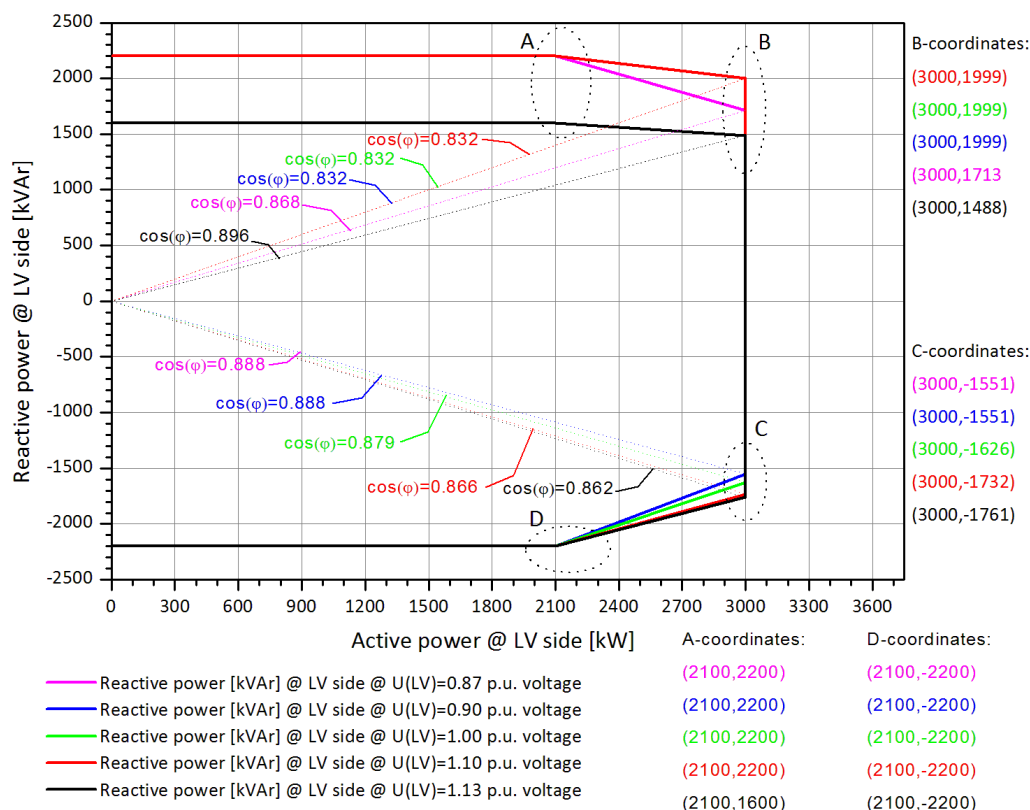 Reactive power @ LV side [kVAr]
2500
2000
1500
1000
500
0
-500
-1000
-1500
-2000
-2500
A
B
cos(φ)=0.832
cos(φ)=0.832
cos(φ)=0.832
cos(φ)=0.868
cos(φ)=0.896
cos(φ)=0.888
cos(φ)=0.888
cos(φ)=0.879
cos(φ)=0.866
cos(φ)=0.862
C
D
B-coordinates:
(3000,1999)
(3000,1999)
(3000,1999)
(3000,1713
(3000,1488)
C-coordinates:
(3000,-1551)
(3000,-1551)
(3000,-1626)
(3000,-1732)
(3000,-1761)
0 300 600 900 1200 1500 1800 2100 2400 2700 3000 3300 3600
Active power @ LV side [kW]
Reactive power [kVAr] @ LV side @ U(LV)=0.87 p.u. voltage
Reactive power [kVAr] @ LV side @ U(LV)=0.90 p.u. voltage
Reactive power [kVAr] @ LV side @ U(LV)=1.00 p.u. voltage
Reactive power [kVAr] @ LV side @ U(LV)=1.10 p.u. voltage
Reactive power [kVAr] @ LV side @ U(LV)=1.13 p.u. voltage
A-coordinates:
(2100,2200)
(2100,2200)
(2100,2200)
(2100,2200)
(2100,1600)
D-coordinates:
(2100,-2200)
(2100,-2200)
(2100,-2200)
(2100,-2200)
(2100,-2200)